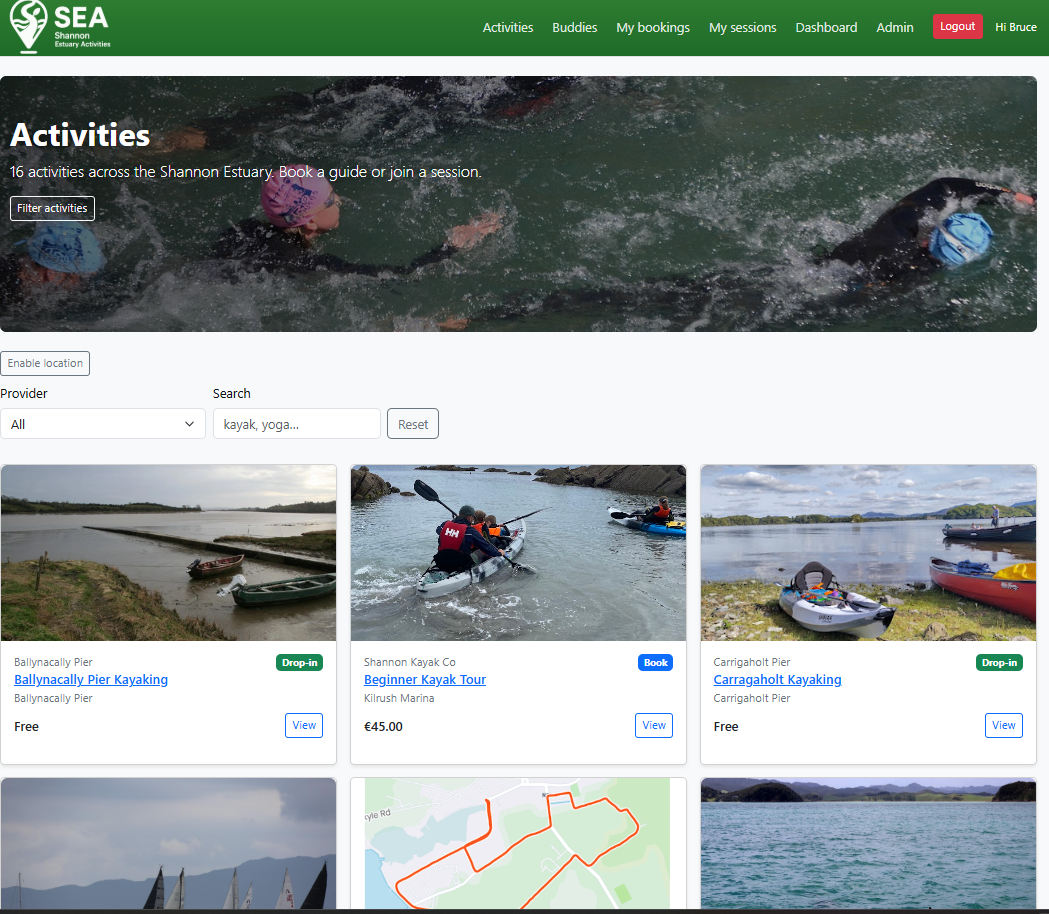 SEA
Shannon
Estuary Activities
Activities
Buddies
My bookings
My sessions
Dashboard
Admin
Logout
Hi Bruce
Activities
16 activities across the Shannon Estuary. Book a guide or join a session.
Filter activities
Enable location
Provider
Search
All
kayak, yoga...
Reset
Ballynacally Pier
Drop-in
Ballynacally Pier Kayaking
Ballynacally Pier
Free
View
HH
Shannon Kayak Co
Book
Beginner Kayak Tour
Kilrush Marina
€45.00
View
Carrigaholt Pier
Drop-in
Carragaholt Kayaking
Carrigaholt Pier
Free
View
yle Rd